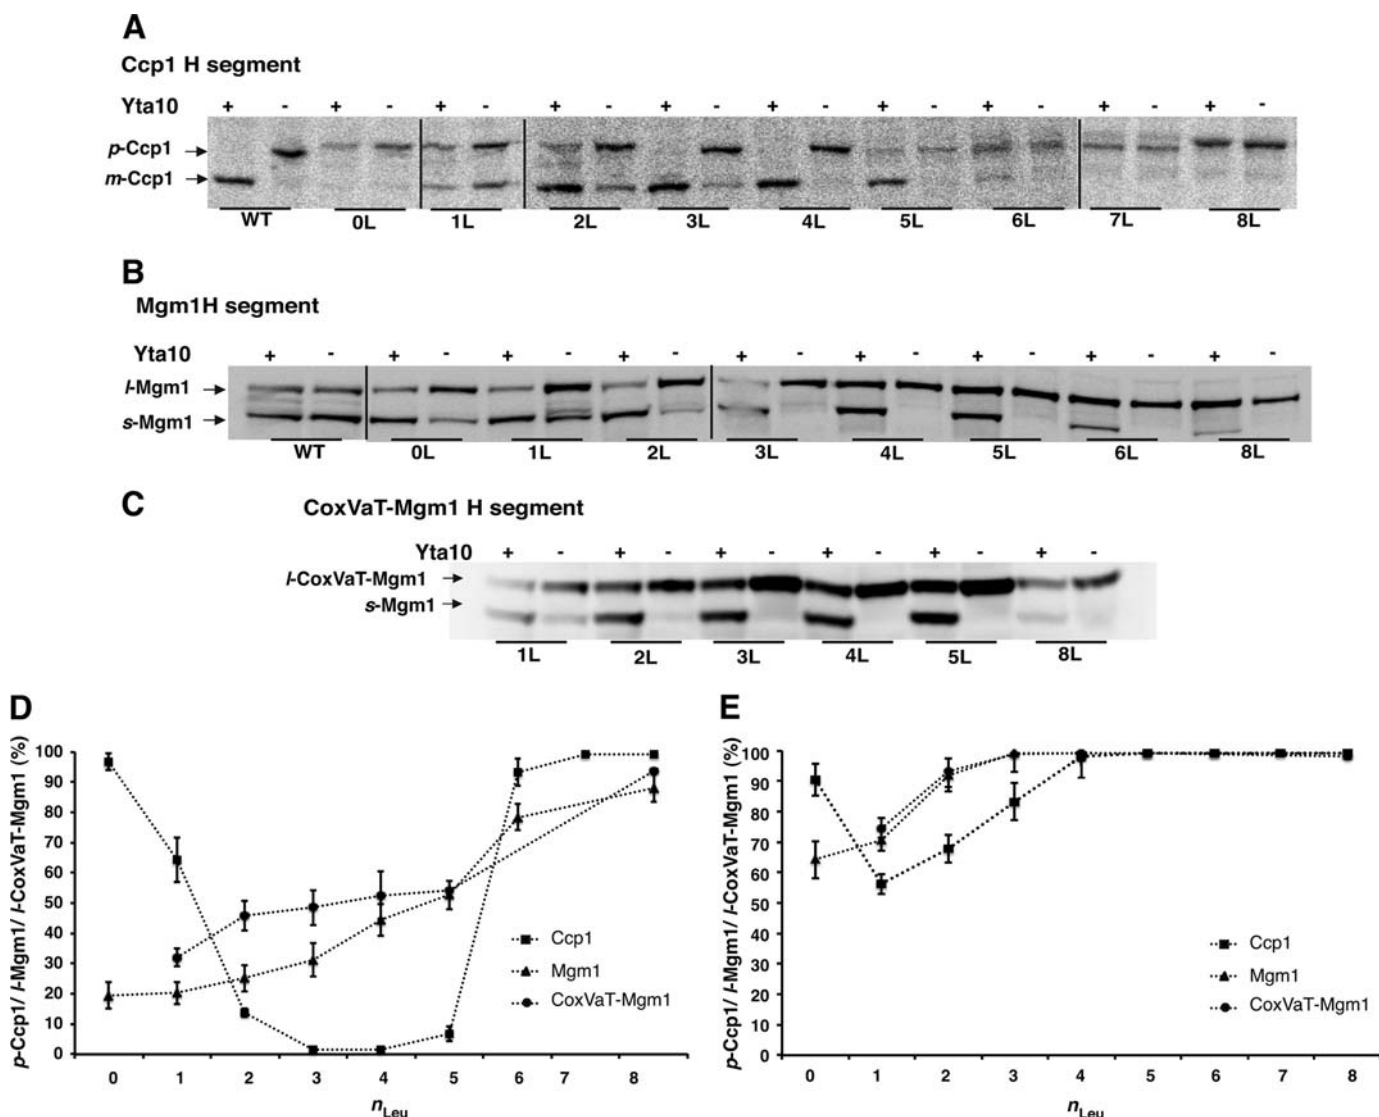 A
Ccp1 H segment
Yta10 + - + - + - + - + - + - + - + - + - + -
p-Ccp1
m-Ccp1
WT 0L 1L 2L 3L 4L 5L 6L 7L 8L
B
Mgm1H segment
Yta10 + - + - + - + - + - + - + - + - + -
l-Mgm1
s-Mgm1
WT 0L 1L 2L 3L 4L 5L 6L 8L
C
CoxVaT-Mgm1 H segment
Yta10 + - + - + - + - + - + -
l-CoxVaT-Mgm1
s-Mgm1
1L 2L 3L 4L 5L 8L
D
p-Ccp1/ l-Mgm1/ l-CoxVaT-Mgm1 (%)
100
90
80
70
60
50
40
30
20
10
0
Ccp1
Mgm1
CoxVaT-Mgm1
0 1 2 3 4 5 6 7 8
nLeu
E
p-Ccp1/ l-Mgm1/ l-CoxVaT-Mgm1 (%)
100
90
80
70
60
50
40
30
20
10
0
Ccp1
Mgm1
CoxVaT-Mgm1
0 1 2 3 4 5 6 7 8
nLeu